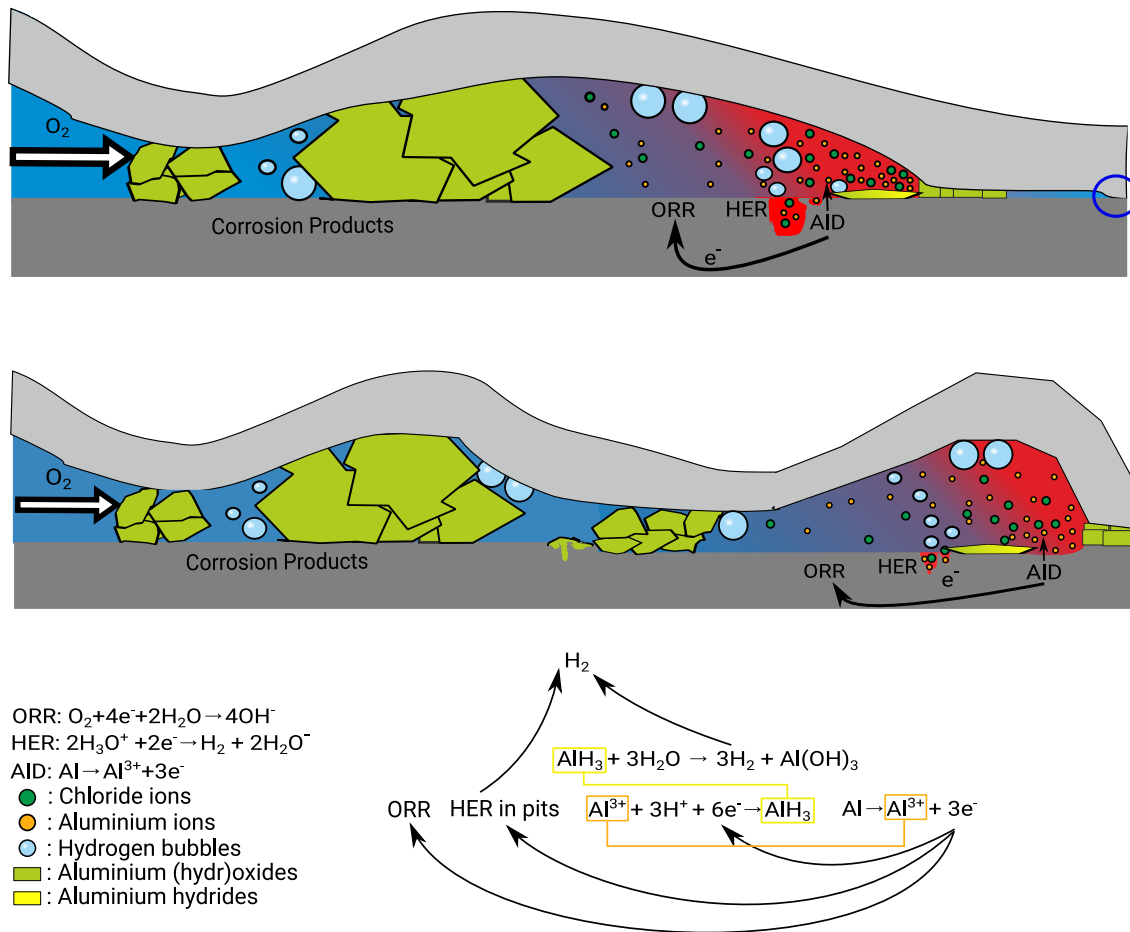 O₂
Corrosion Products
ORR
HER
AID
e⁻
O₂
Corrosion Products
ORR
HER
e⁻
AID
H₂
ORR: O₂+4e⁻+2H₂O→4OH⁻
HER: 2H₃O⁺ +2e⁻→H₂ + 2H₂O⁻
AID: Al→Al³⁺+3e⁻
: Chloride ions
: Aluminium ions
: Hydrogen bubbles
: Aluminium (hydr)oxides
: Aluminium hydrides
AlH₃ + 3H₂O → 3H₂ + Al(OH)₃
ORR HER in pits Al³⁺ + 3H⁺ + 6e⁻→ AlH₃ Al→ Al³⁺ + 3e⁻